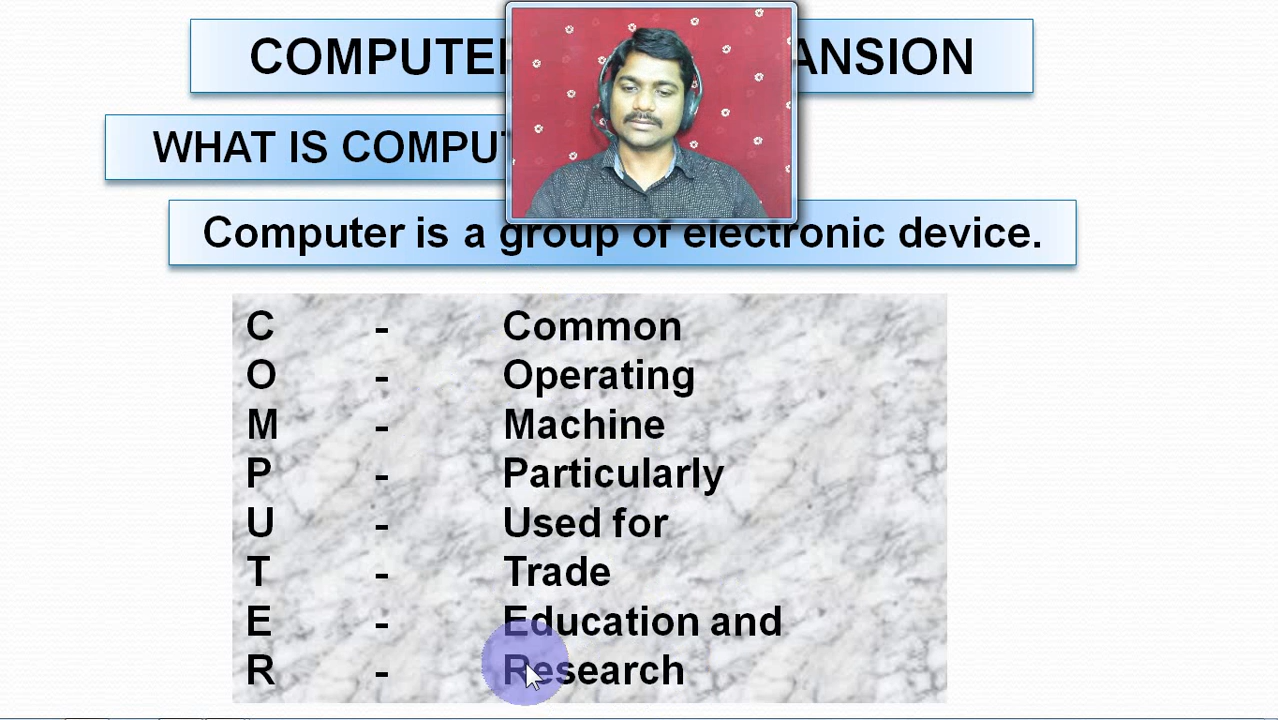 COMPUTER ANSION
WHAT IS COMPUT
Computer is a group of electronic device.
C - Common
O - Operating
M - Machine
P - Particularly
U - Used for
T - Trade
E - Education and
R - Research